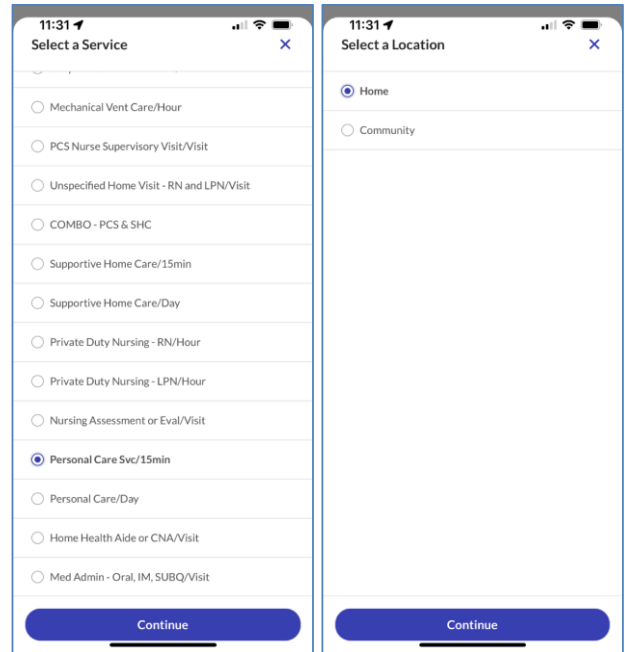 11:31
Select a Service
Mechanical Vent Care/Hour
PCS Nurse Supervisory Visit/Visit
Unspecified Home Visit - RN and LPN/Visit
COMBO - PCS & SHC
Supportive Home Care/15min
Supportive Home Care/Day
Private Duty Nursing - RN/Hour
Private Duty Nursing - LPN/Hour
Nursing Assessment or Eval/Visit
Personal Care Svc/15min
Personal Care/Day
Home Health Aide or CNA/Visit
Med Admin - Oral, IM, SUBQ/Visit
Continue
11:31
Select a Location
Home
Community
Continue